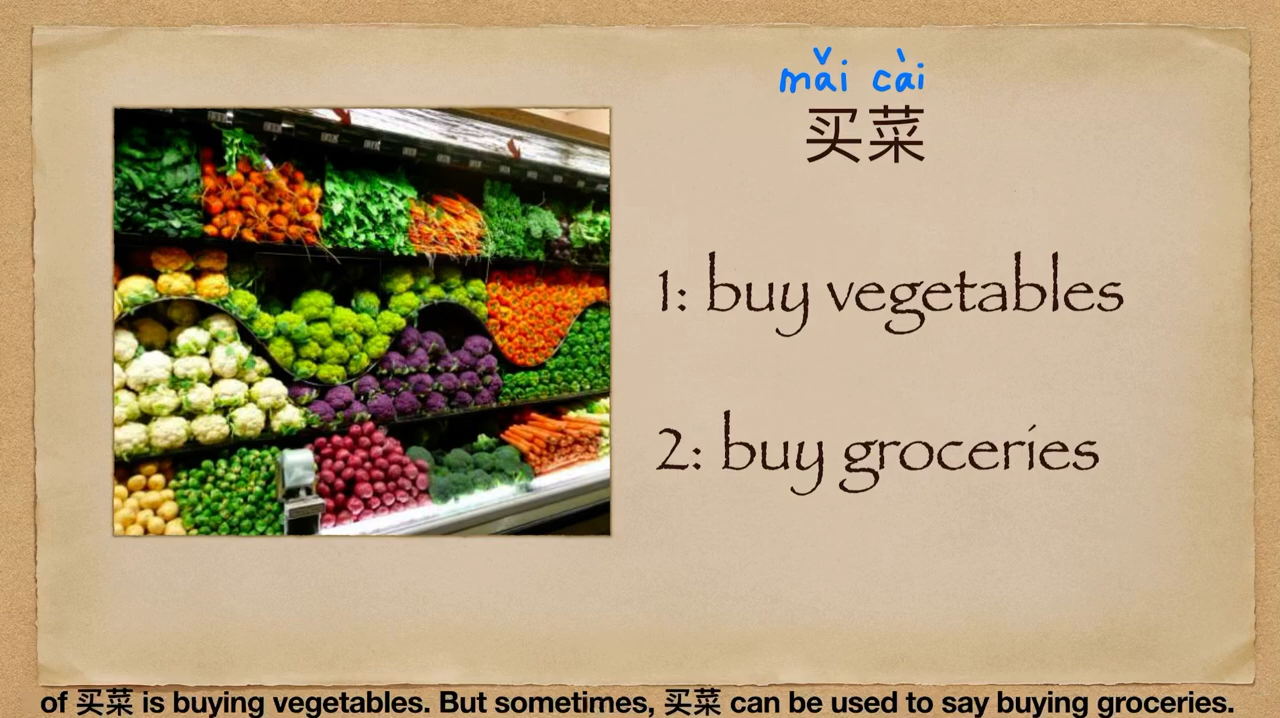 mǎi cài
买菜
1: buy vegetables
2: buy groceries
of 买菜 is buying vegetables. But sometimes, 买菜 can be used to say buying groceries.